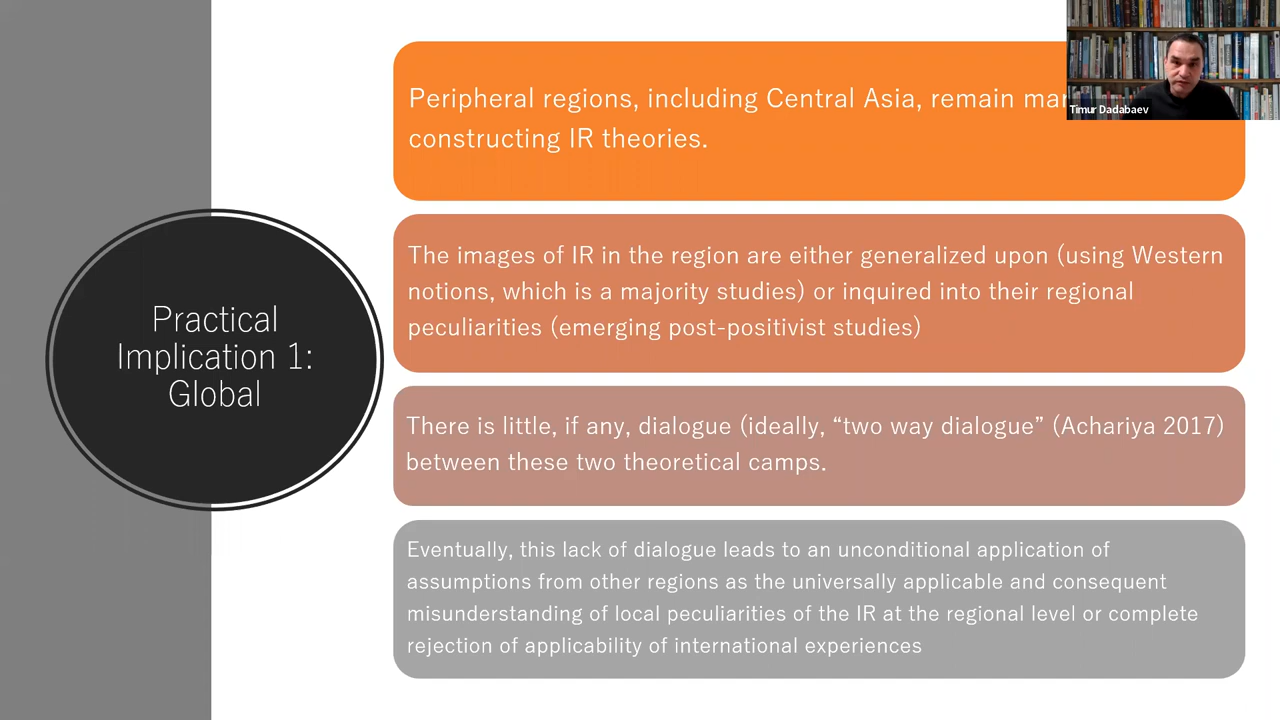 Peripheral regions, including Central Asia, remain
constructing IR theories.
Timur Dadabaev
The images of IR in the region are either generalized upon (using Western
notions, which is a majority studies) or inquired into their regional
peculiarities (emerging post-positivist studies)
Practical
Implication 1:
Global
There is little, if any, dialogue (ideally, “two way dialogue” (Achariya 2017)
between these two theoretical camps.
Eventually, this lack of dialogue leads to an unconditional application of
assumptions from other regions as the universally applicable and consequent
misunderstanding of local peculiarities of the IR at the regional level or complete
rejection of applicability of international experiences